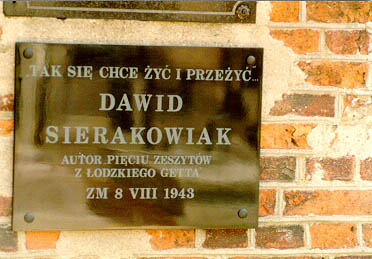 „TAK SIĘ CHCE ŻYĆ I PRZEŻYĆ..."
DAWID
SIERAKOWIAK
AUTOR PIĘCIU ZESZYTÓW
Z ŁODZKIEGO GETTA
ZM 8 VIII 1943